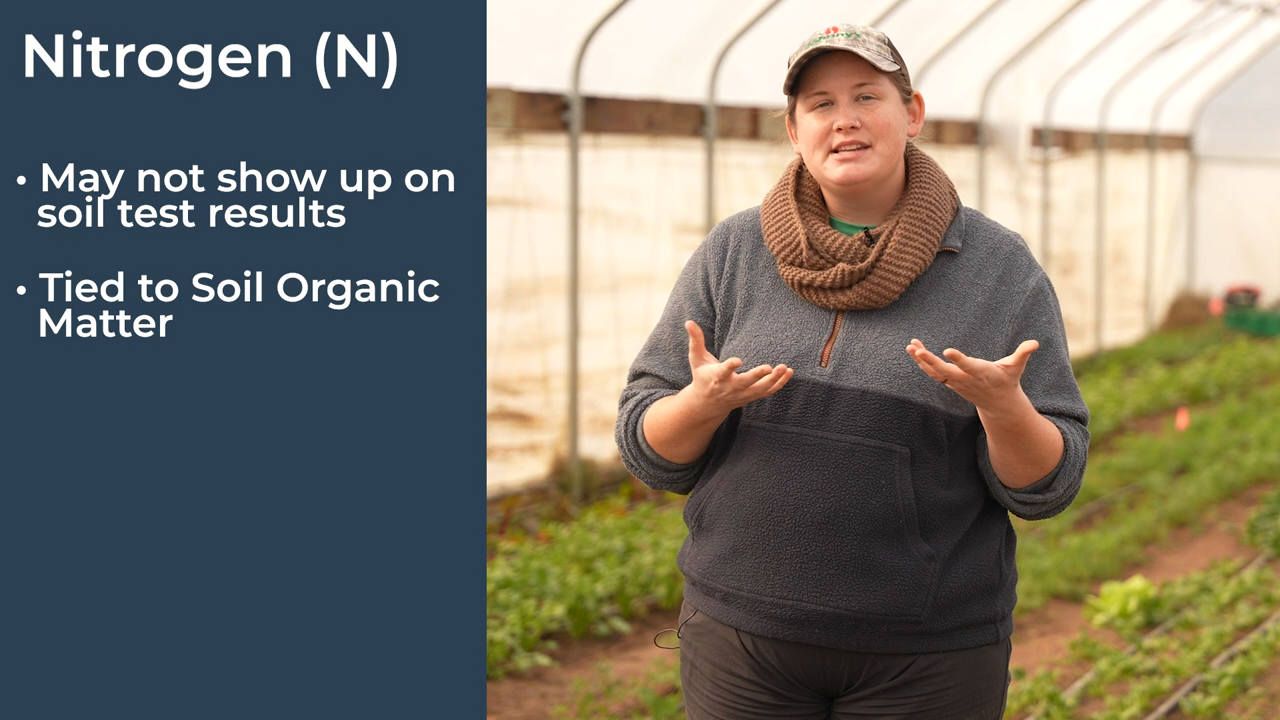 Nitrogen (N)
• May not show up on
soil test results
• Tied to Soil Organic
Matter